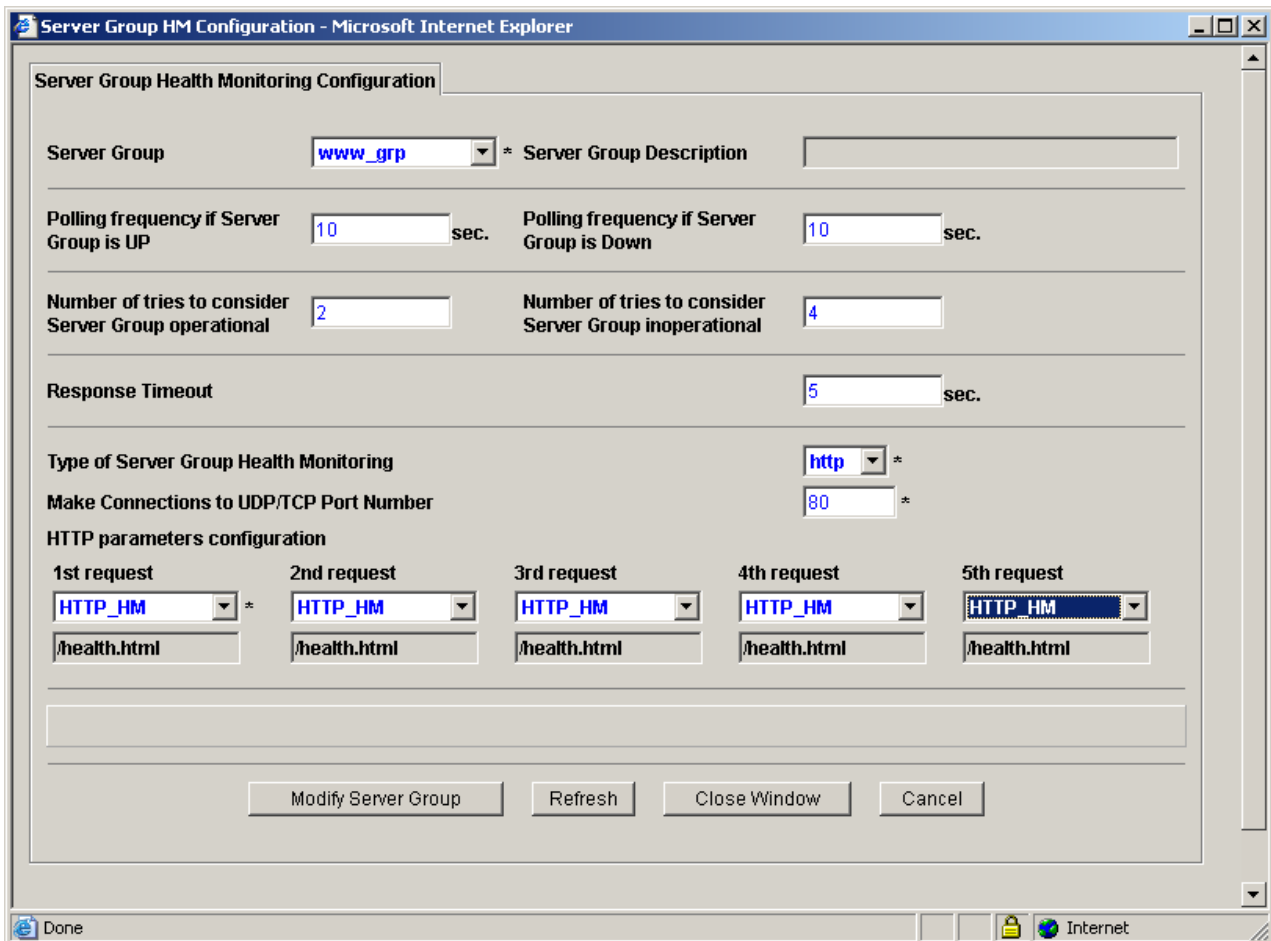 Server Group HM Configuration - Microsoft Internet Explorer
Server Group Health Monitoring Configuration
Server Group www_grp * Server Group Description
Polling frequency if Server Group is UP 10 sec. Polling frequency if Server Group is Down 10 sec.
Number of tries to consider Server Group operational 2 Number of tries to consider Server Group inoperational 4
Response Timeout 5 sec.
Type of Server Group Health Monitoring http *
Make Connections to UDP/TCP Port Number 80 *
HTTP parameters configuration
1st request 2nd request 3rd request 4th request 5th request
HTTP_HM * HTTP_HM HTTP_HM HTTP_HM HTTP_HM
/health.html /health.html /health.html /health.html /health.html
Modify Server Group Refresh Close Window Cancel
Done Internet